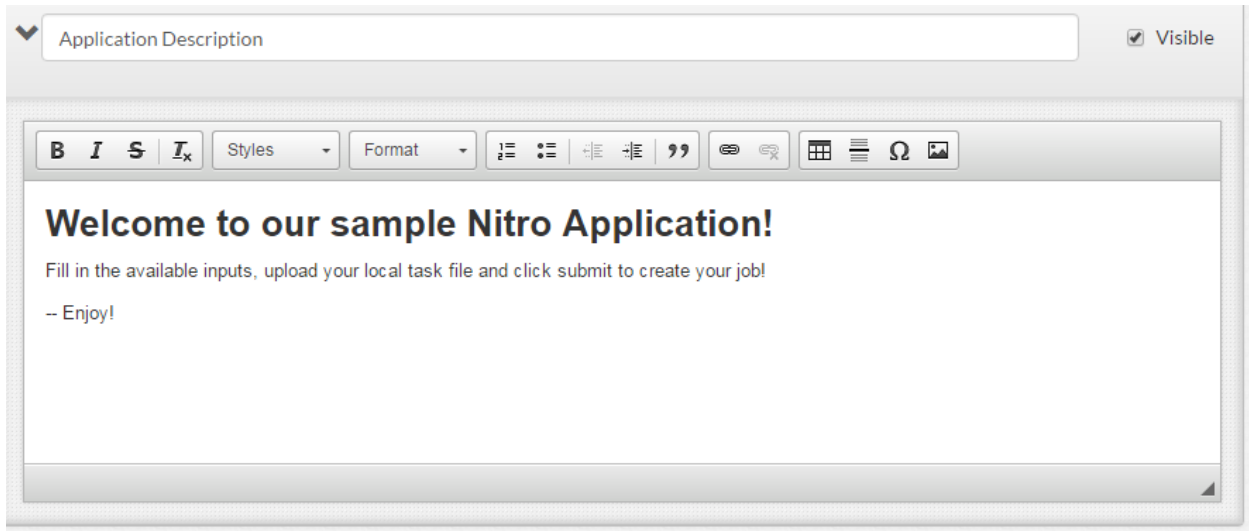 Application Description
Visible
B I S Ix Styles Format Ω
Welcome to our sample Nitro Application!
Fill in the available inputs, upload your local task file and click submit to create your job!
-- Enjoy!